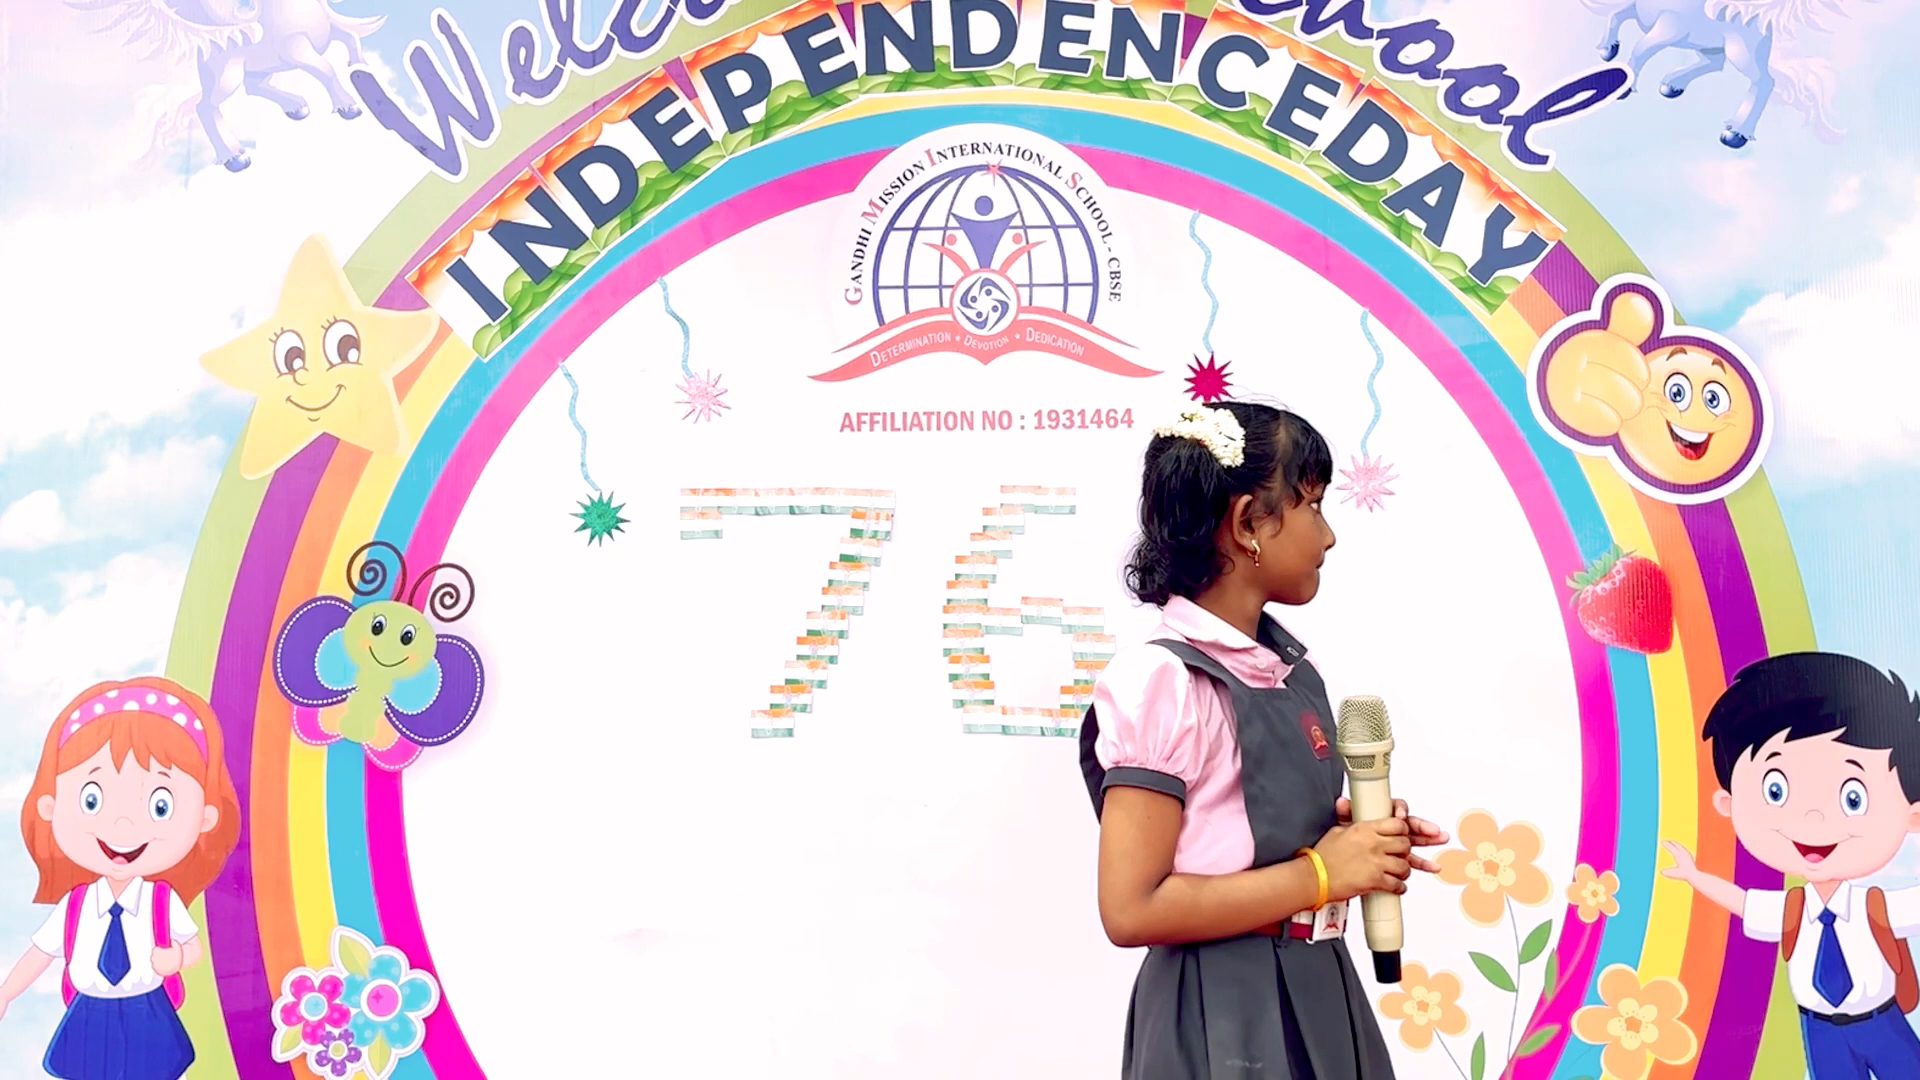 INDEPENDENCEDAY
GANDHI MISSION INTERNATIONAL SCHOOL - CBSE
DETERMINATION * DEVOTION * DEDICATION
AFFILIATION NO : 1931464
76